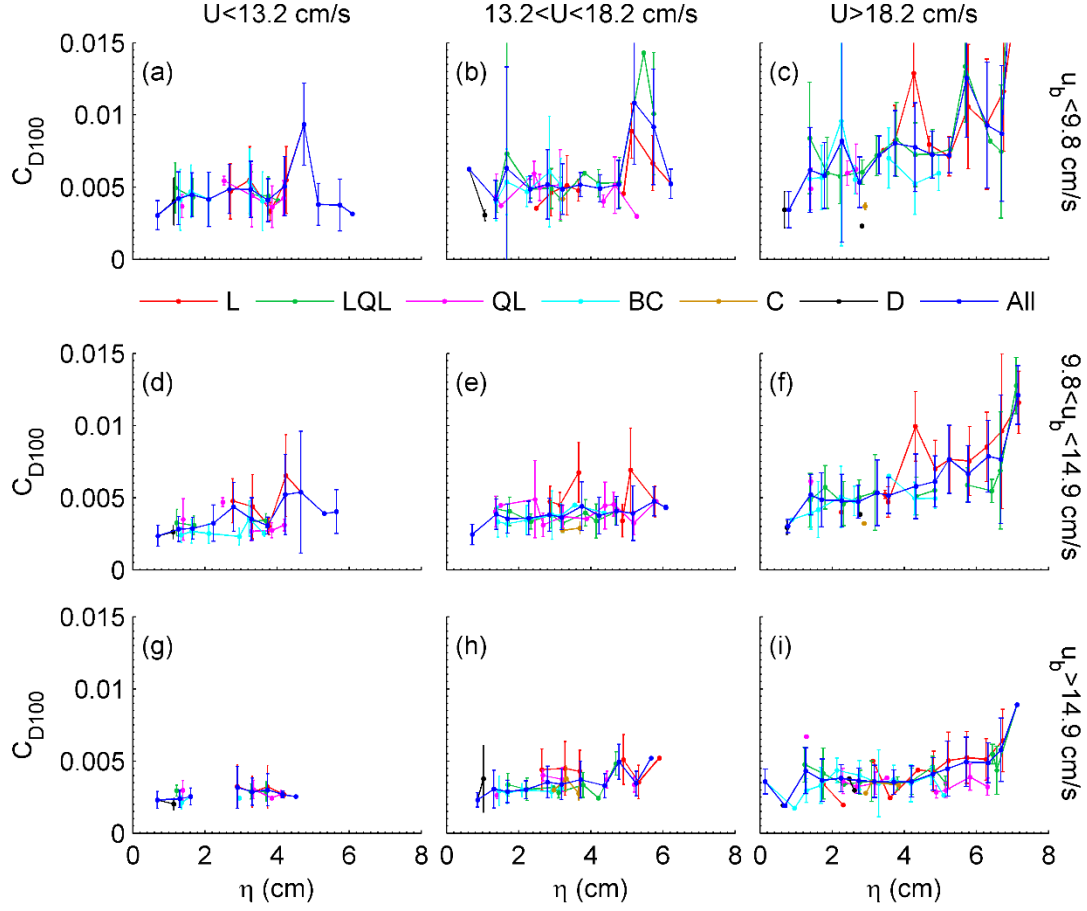 U<13.2 cm/s 13.2<U<18.2 cm/s U>18.2 cm/s
0.015
(a) (b) (c)
0.01
0.005
0
C_D100
u_b<9.8 cm/s
L LQL QL BC C D All
0.015
(d) (e) (f)
0.01
0.005
0
C_D100
9.8<u_b<14.9 cm/s
0.015
(g) (h) (i)
0.01
0.005
0
C_D100
u_b>14.9 cm/s
0 2 4 6 8 0 2 4 6 8 0 2 4 6 8
η (cm) η (cm) η (cm)